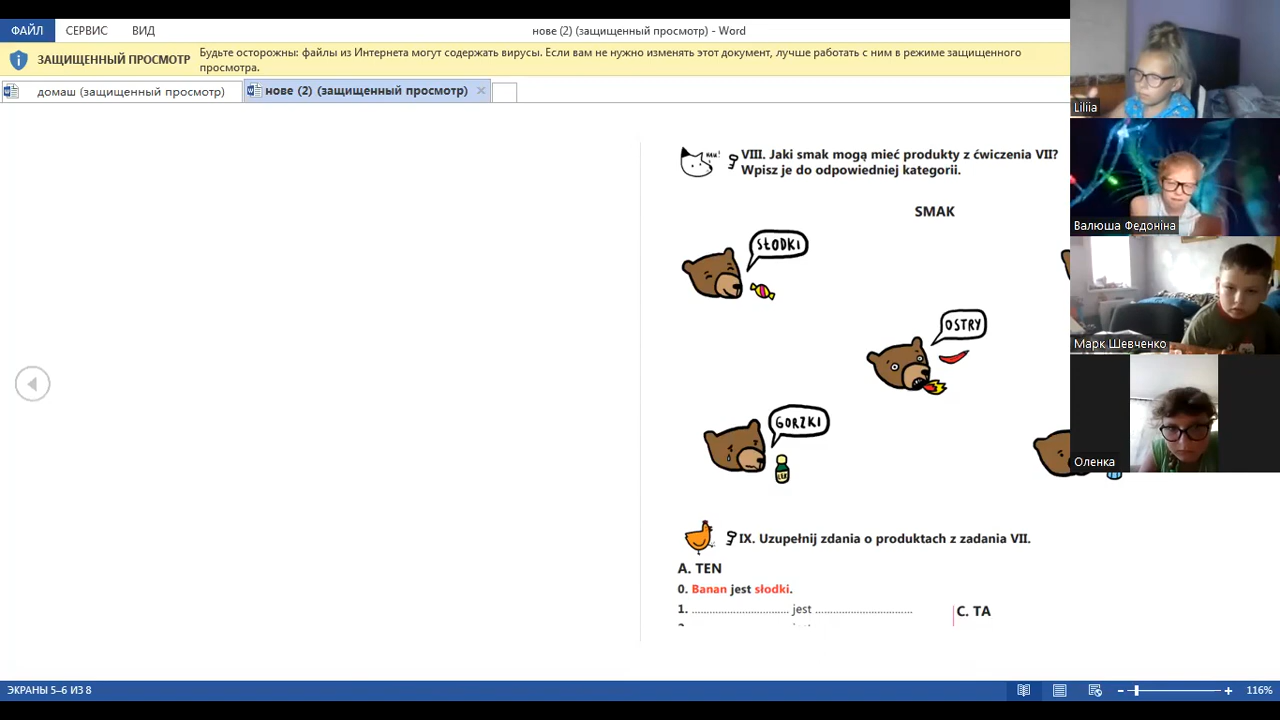 ФАЙЛ СЕРВИС ВИД
нове (2) (защищенный просмотр) - Word
ЗАЩИЩЕННЫЙ ПРОСМОТР
Будьте осторожны: файлы из Интернета могут содержать вирусы. Если вам не нужно изменять этот документ, лучше работать с ним в режиме защищенного
просмотра.
домаш (защищенный просмотр)
нове (2) (защищенный просмотр)
mu!
VIII. Jaki smak mogą mieć produkty z ćwiczenia VII?
Wpisz je do odpowiedniej kategorii.
SMAK
SŁODKI
OSTRY
GORZKI
IX. Uzupełnij zdania o produktach z zadania VII.
A. TEN
0. Banan jest słodki.
1. .............................. jest ..............................
C. TA
Liliia
Валюша Федоніна
Марк Шевченко
Оленка
ЭКРАНЫ 5–6 ИЗ 8
116%